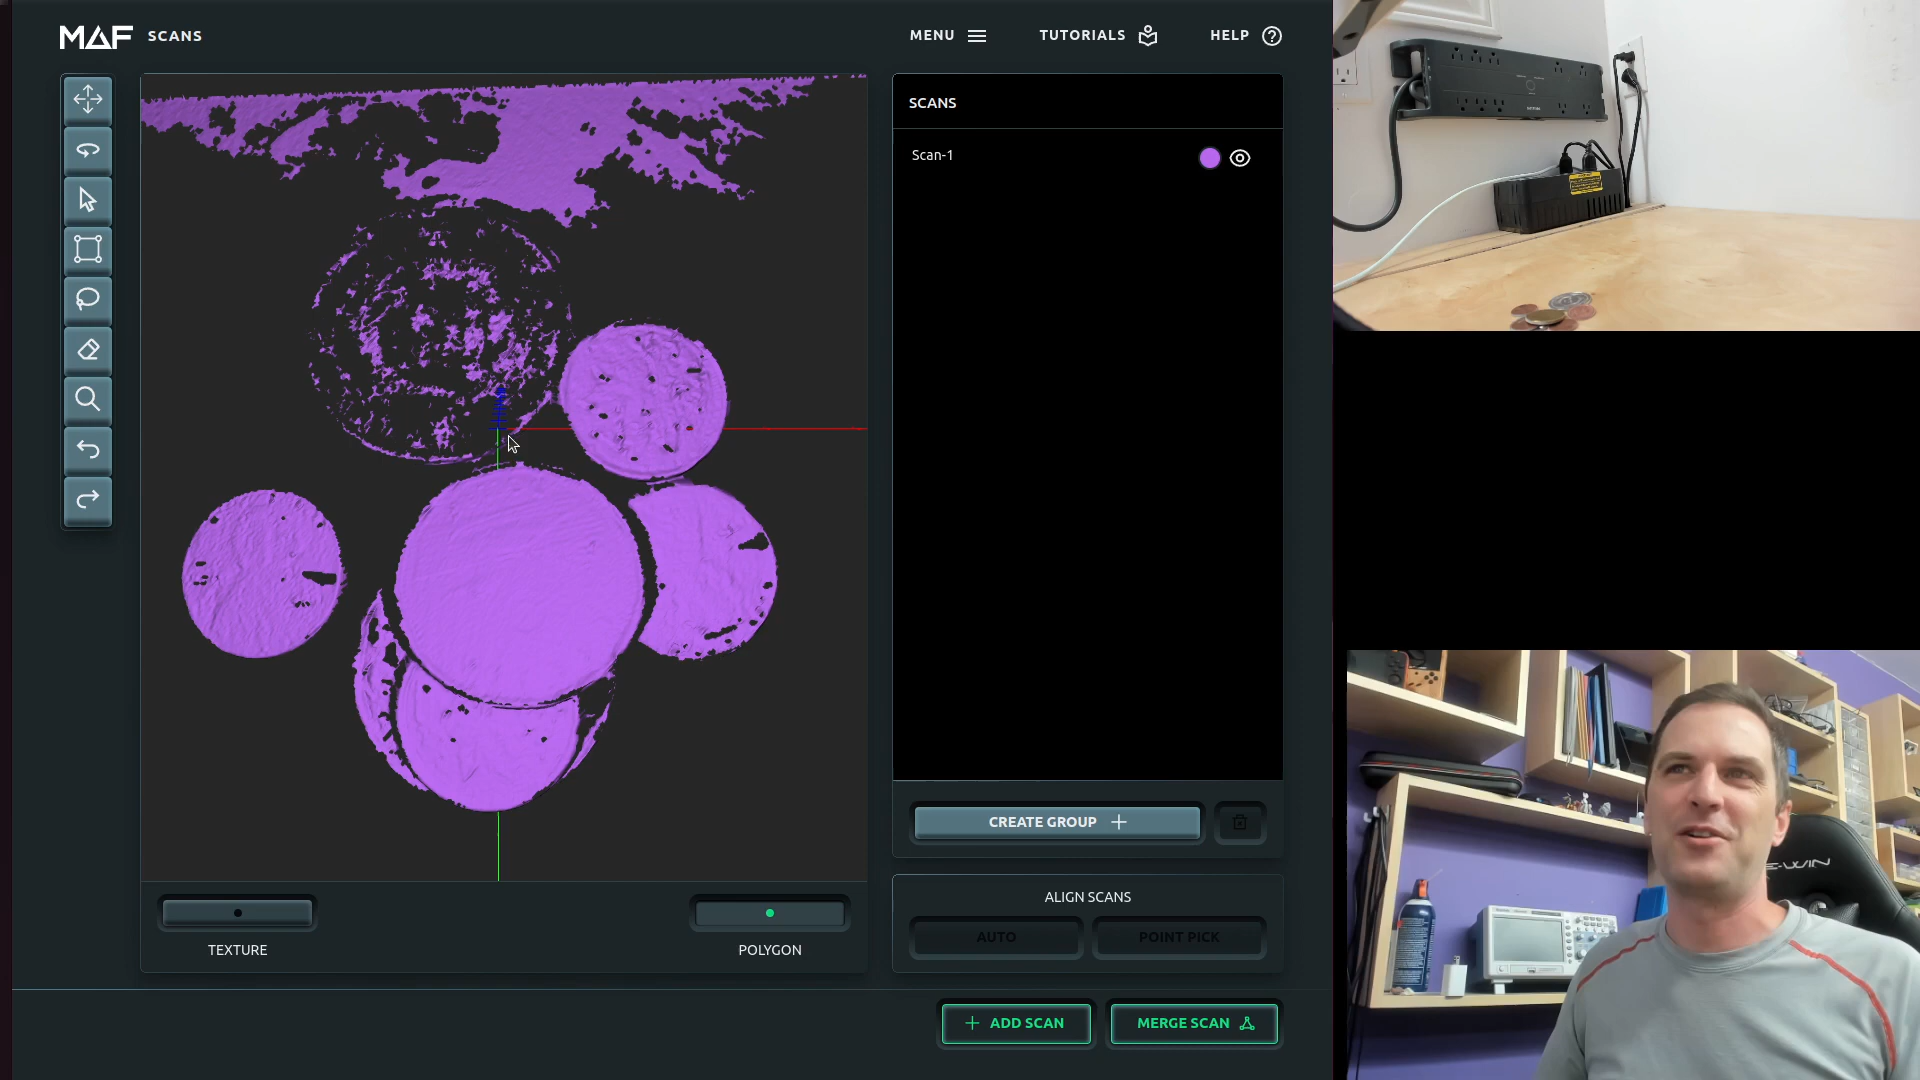 MAF SCANS
MENU
TUTORIALS
HELP
SCANS
Scan-1
CREATE GROUP
ALIGN SCANS
AUTO
POINT PICK
TEXTURE
POLYGON
ADD SCAN
MERGE SCAN
E-WIN